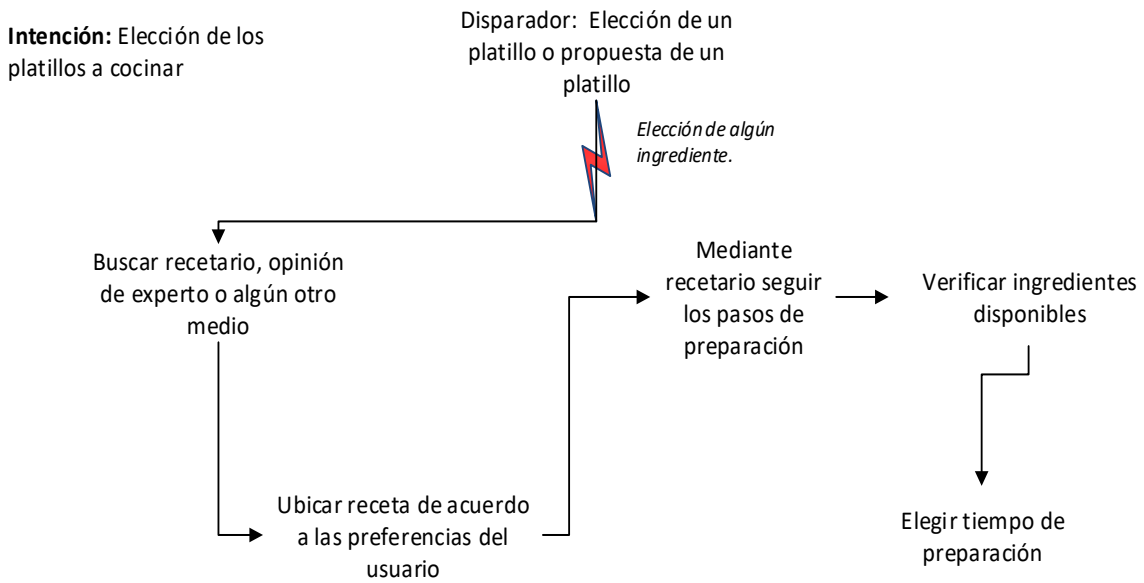 Intención: Elección de los
platillos a cocinar
Disparador: Elección de un
platillo o propuesta de un
platillo
Elección de algún
ingrediente.
Buscar recetario, opinión
de experto o algún otro
medio
Ubicar receta de acuerdo
a las preferencias del
usuario
Mediante
recetario seguir
los pasos de
preparación
Verificar ingredientes
disponibles
Elegir tiempo de
preparación